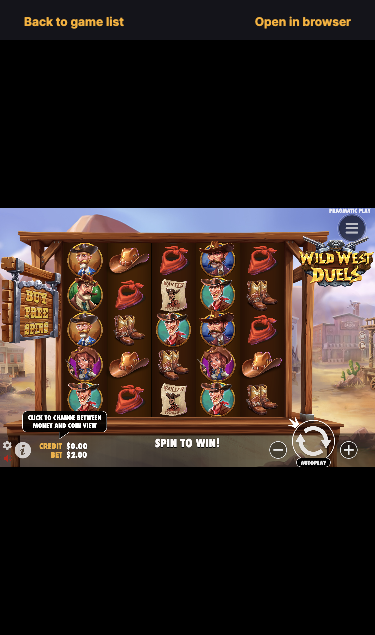 Back to game list
Open in browser
PRAGMATIC PLAY
WILD WEST
DUELS
BUY
FREE
SPINS
WANTED
CLICK TO CHANGE BETWEEN
MONEY AND COIN VIEW
CREDIT $0.00
BET $2.00
SPIN TO WIN!
AUTOPLAY